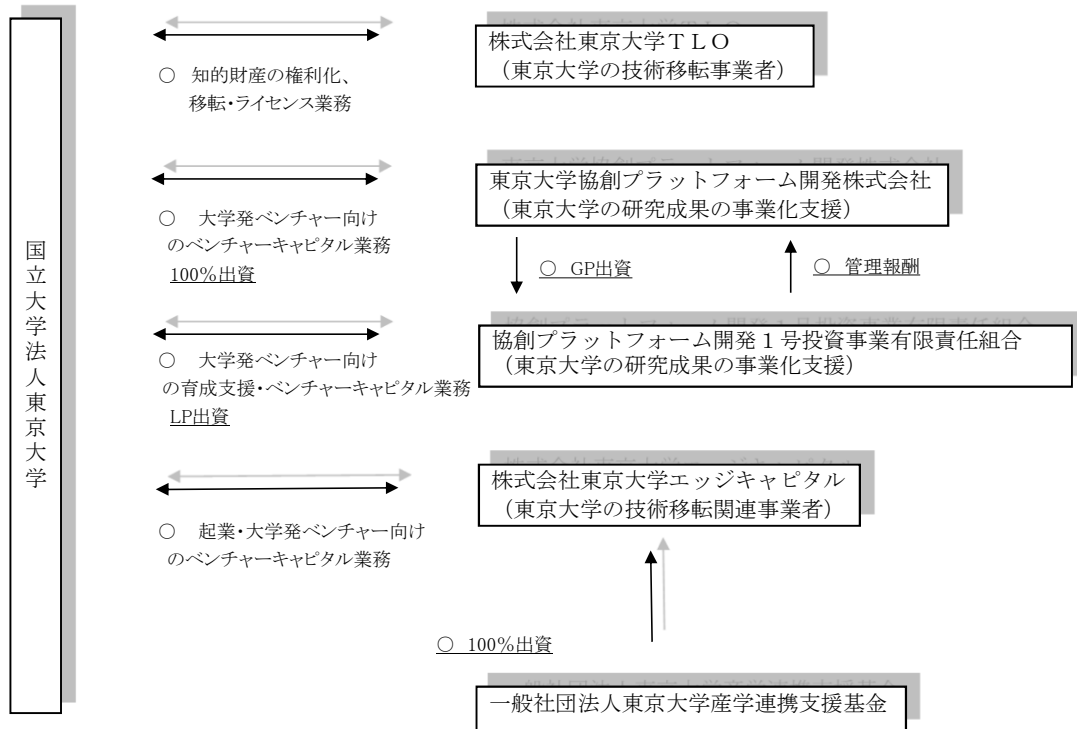 国立大学法人東京大学
株式会社東京大学ＴＬＯ
（東京大学の技術移転事業者）
○　知的財産の権利化、
移転・ライセンス業務
東京大学協創プラットフォーム開発株式会社
（東京大学の研究成果の事業化支援）
○　大学発ベンチャー向け
のベンチャーキャピタル業務
100％出資
○　GP出資
○　管理報酬
協創プラットフォーム開発１号投資事業有限責任組合
（東京大学の研究成果の事業化支援）
○　大学発ベンチャー向け
の育成支援・ベンチャーキャピタル業務
LP出資
株式会社東京大学エッジキャピタル
（東京大学の技術移転関連事業者）
○　起業・大学発ベンチャー向け
のベンチャーキャピタル業務
○　100％出資
一般社団法人東京大学産学連携支援基金